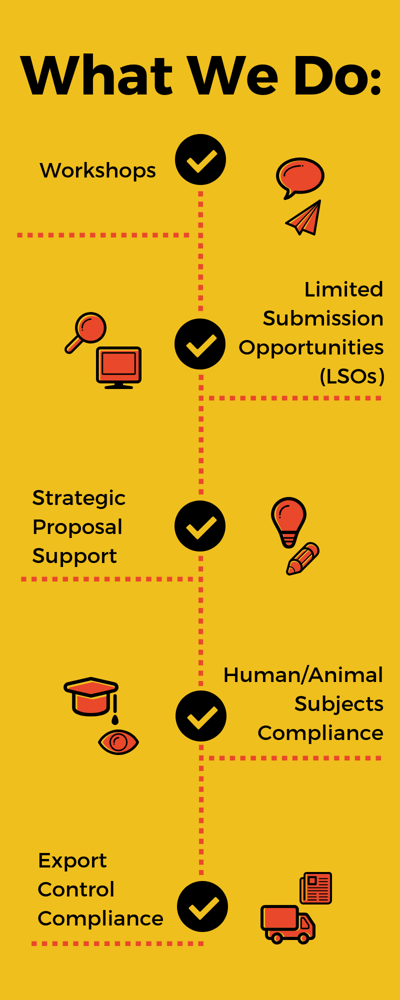 What We Do:
Workshops
Limited
Submission
Opportunities
(LSOs)
Strategic
Proposal
Support
Human/Animal
Subjects
Compliance
Export
Control
Compliance